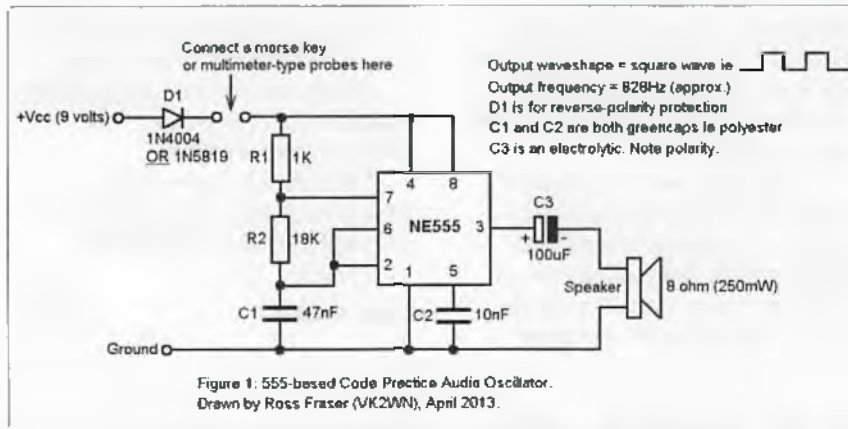 Connect a morse key
or multimeter-type probes here
Output waveshape = square wave ie
Output frequency = 828Hz (approx.)
D1 is for reverse-polarity protection
C1 and C2 are both greencaps ie polyester
C3 is an electrolytic. Note polarity.
D1
+Vcc (9 volts)
1N4004
OR 1N5819
R1
1K
4
8
7
R2
18K
6
NE555
3
C3
+
-
100uF
2
1
5
Speaker
8 ohm (250mW)
C1
47nF
C2
10nF
Ground
Figure 1: 555-based Code Practice Audio Oscillator.
Drawn by Ross Fraser (VK2WN), April 2013.